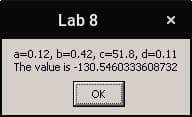 Lab 8
×
a=0.12, b=0.42, c=51.8, d=0.11
The value is -130.5460333608732
OK